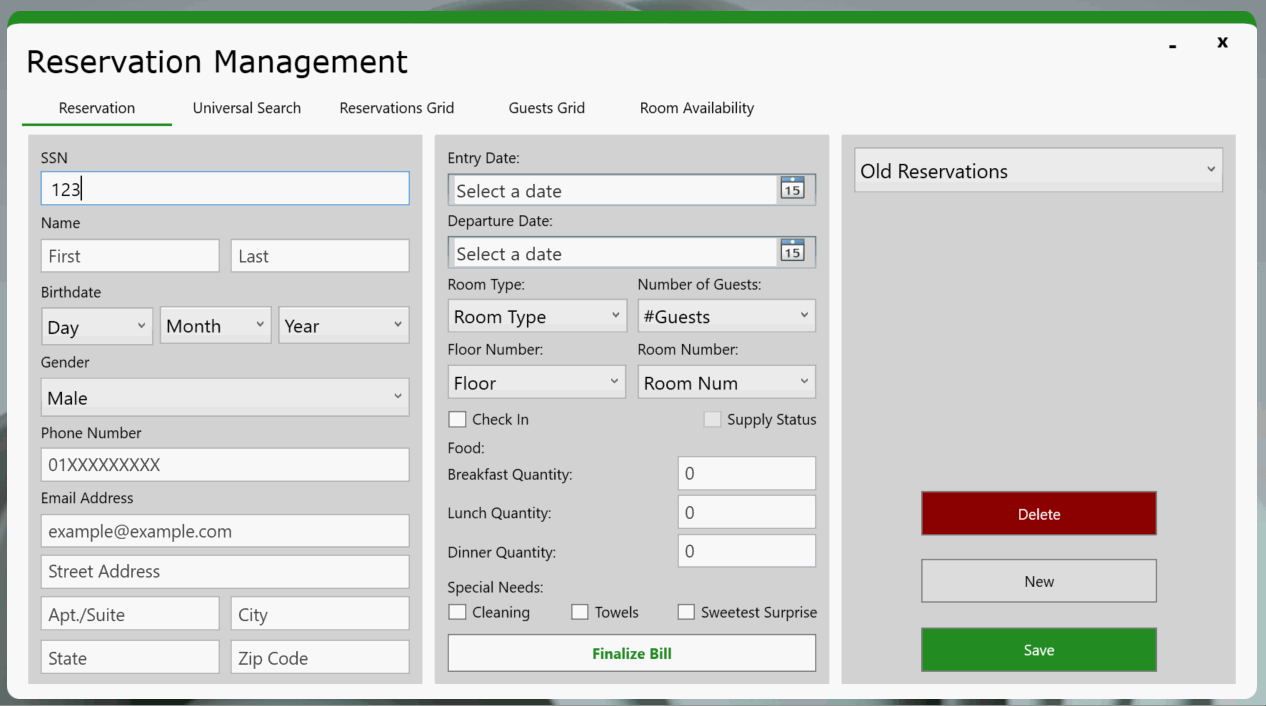 Reservation Management
- x
Reservation Universal Search Reservations Grid Guests Grid Room Availability
SSN
123
Name
First Last
Birthdate
Day Month Year
Gender
Male
Phone Number
01XXXXXXXXX
Email Address
example@example.com
Street Address
Apt./Suite City
State Zip Code
Entry Date:
Select a date 15
Departure Date:
Select a date 15
Room Type: Number of Guests:
Room Type #Guests
Floor Number: Room Number:
Floor Room Num
Check In Supply Status
Food:
Breakfast Quantity: 0
Lunch Quantity: 0
Dinner Quantity: 0
Special Needs:
Cleaning Towels Sweetest Surprise
Finalize Bill
Old Reservations
Delete
New
Save